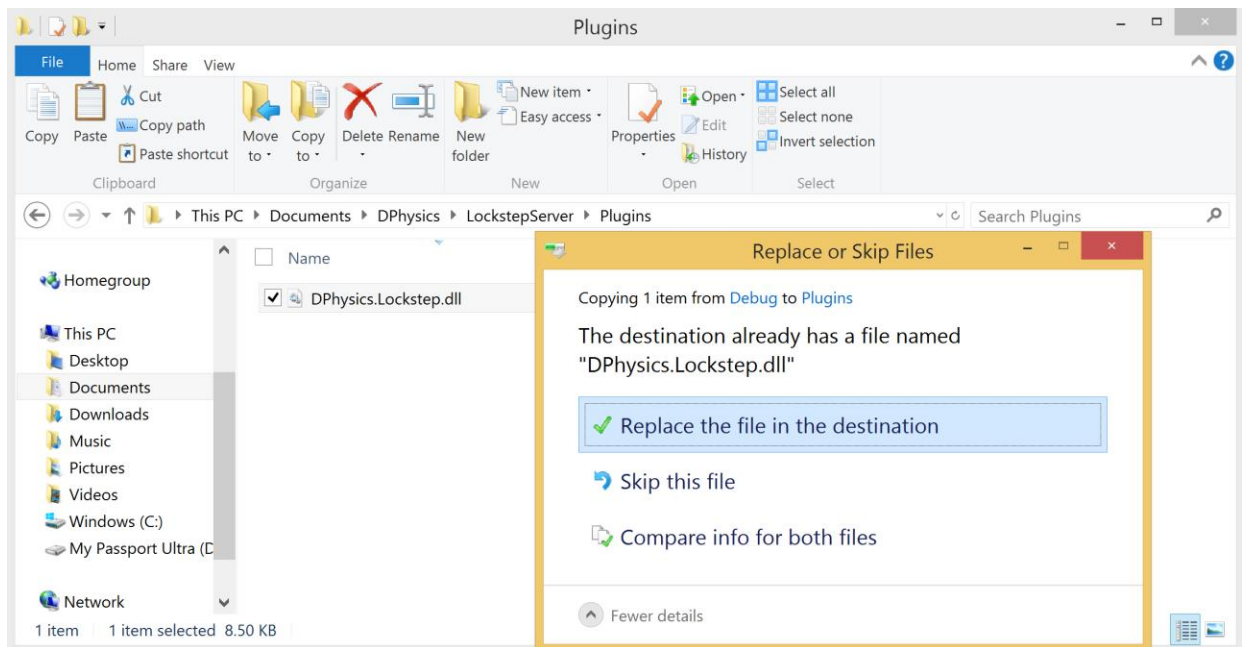 Plugins
File Home Share View
Copy
Paste
Cut
Copy path
Paste shortcut
Move to
Copy to
Delete
Rename
New folder
New item
Easy access
Properties
Open
Edit
History
Select all
Select none
Invert selection
Clipboard Organize New Open Select
This PC Documents DPhysics LockstepServer Plugins
Search Plugins
Homegroup
This PC
Desktop
Documents
Downloads
Music
Pictures
Videos
Windows (C:)
My Passport Ultra (D
Network
Name
DPhysics.Lockstep.dll
Replace or Skip Files
Copying 1 item from Debug to Plugins
The destination already has a file named
"DPhysics.Lockstep.dll"
Replace the file in the destination
Skip this file
Compare info for both files
Fewer details
1 item 1 item selected 8.50 KB